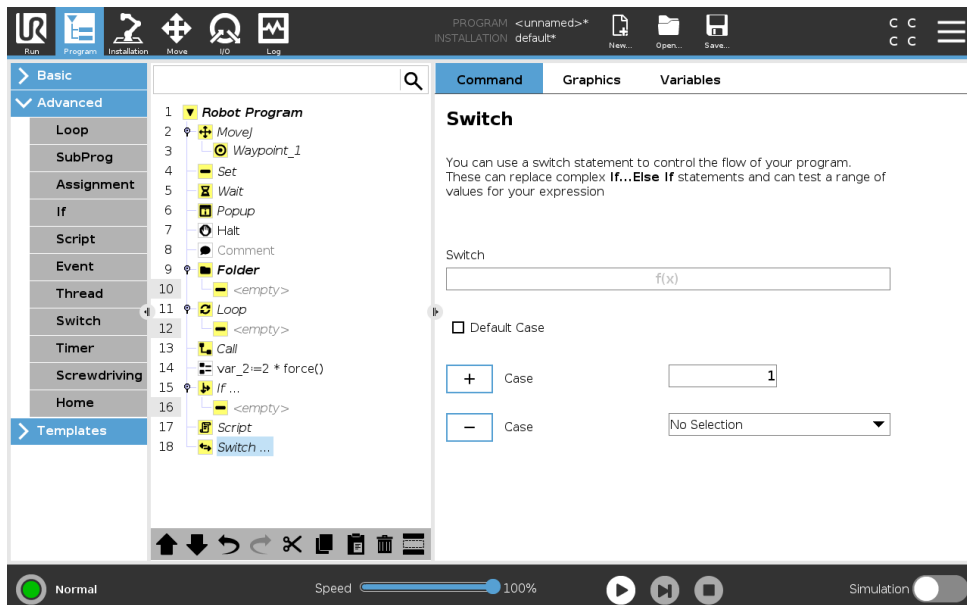 PROGRAM <unnamed>*
INSTALLATION default*
C C
C C
Run
Program
Installation
Move
I/O
Log
New...
Open...
Save...
Basic
Advanced
Loop
SubProg
Assignment
If
Script
Event
Thread
Switch
Timer
Screwdriving
Home
Templates
1 Robot Program
2 MoveJ
3 Waypoint_1
4 Set
5 Wait
6 Popup
7 Halt
8 Comment
9 Folder
10 <empty>
11 Loop
12 <empty>
13 Call
14 var_2:=2 * force()
15 If ...
16 <empty>
17 Script
18 Switch ...
Command
Graphics
Variables
Switch
You can use a switch statement to control the flow of your program.
These can replace complex If...Else If statements and can test a range of
values for your expression
Switch
f(x)
Default Case
+ Case 1
− Case No Selection
Normal
Speed 100%
Simulation